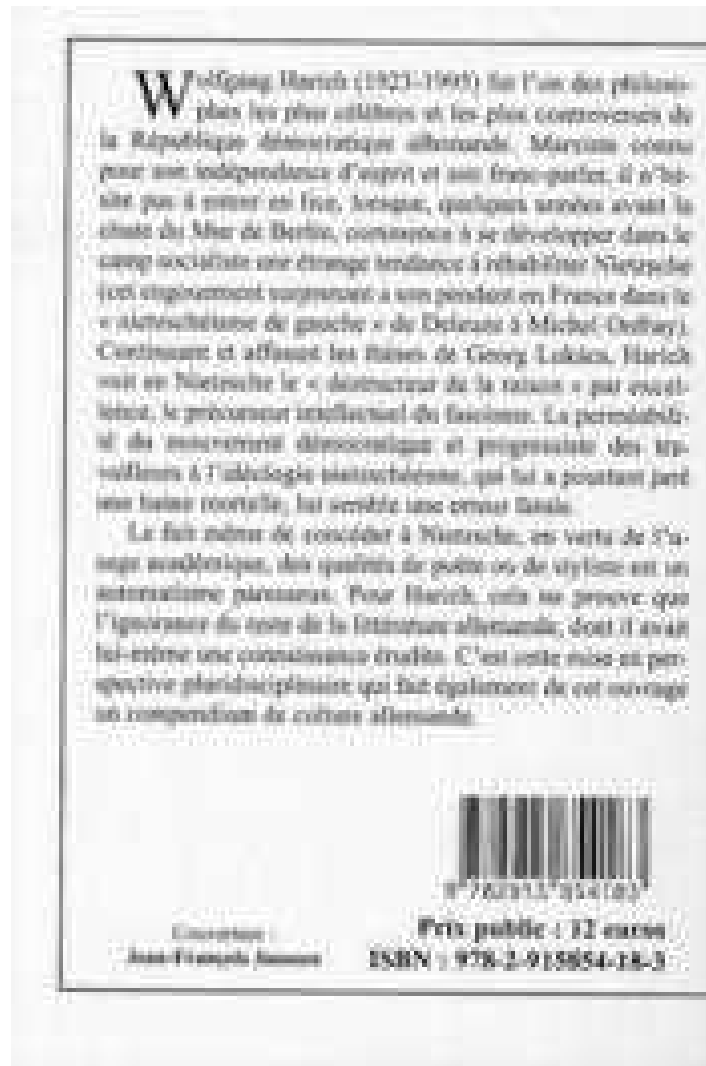 Wolfgang Harich (1923-1995) fut l'un des philoso-
phes les plus célèbres et les plus controversés de
la République démocratique allemande. Marxiste connu
pour son indépendance d'esprit et son franc-parler, il n'hé-
site pas à entrer en lice, lorsque, quelques années avant la
chute du Mur de Berlin, commence à se développer dans le
camp socialiste une étrange tendance à réhabiliter Nietzsche
(cet engouement surprenant a son pendant en France dans le
« nietzschéisme de gauche » de Deleuze à Michel Onfray).
Continuant et affinant les thèses de Georg Lukács, Harich
voit en Nietzsche le « destructeur de la raison » par excel-
lence, le précurseur intellectuel du fascisme. La perméabili-
té du mouvement démocratique et progressiste des tra-
vailleurs à l'idéologie nietzschéenne, qui lui a pourtant juré
une haine mortelle, lui semble une erreur fatale.
Le fait même de concéder à Nietzsche, en vertu de l'u-
sage académique, des qualités de poète ou de styliste est un
automatisme paresseux. Pour Harich, cela ne prouve que
l'ignorance du reste de la littérature allemande, dont il avait
lui-même une connaissance érudite. C'est cette mise en per-
spective pluridisciplinaire qui fait également de cet ouvrage
un compendium de culture allemande.
9 782915 854183
Prix public : 12 euros
Couverture :
Jean-François
ISBN : 978-2-915854-18-3